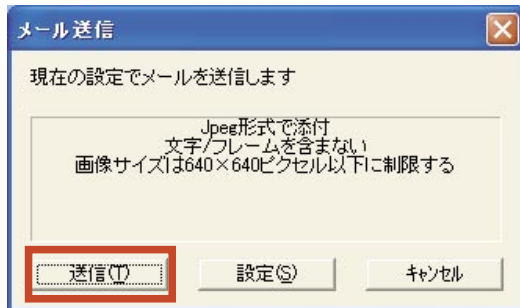 メール送信
現在の設定でメールを送信します
Jpeg形式で添付
文字/フレームを含まない
画像サイズは640×640ピクセル以下に制限する
送信(T)
設定(S)
キャンセル